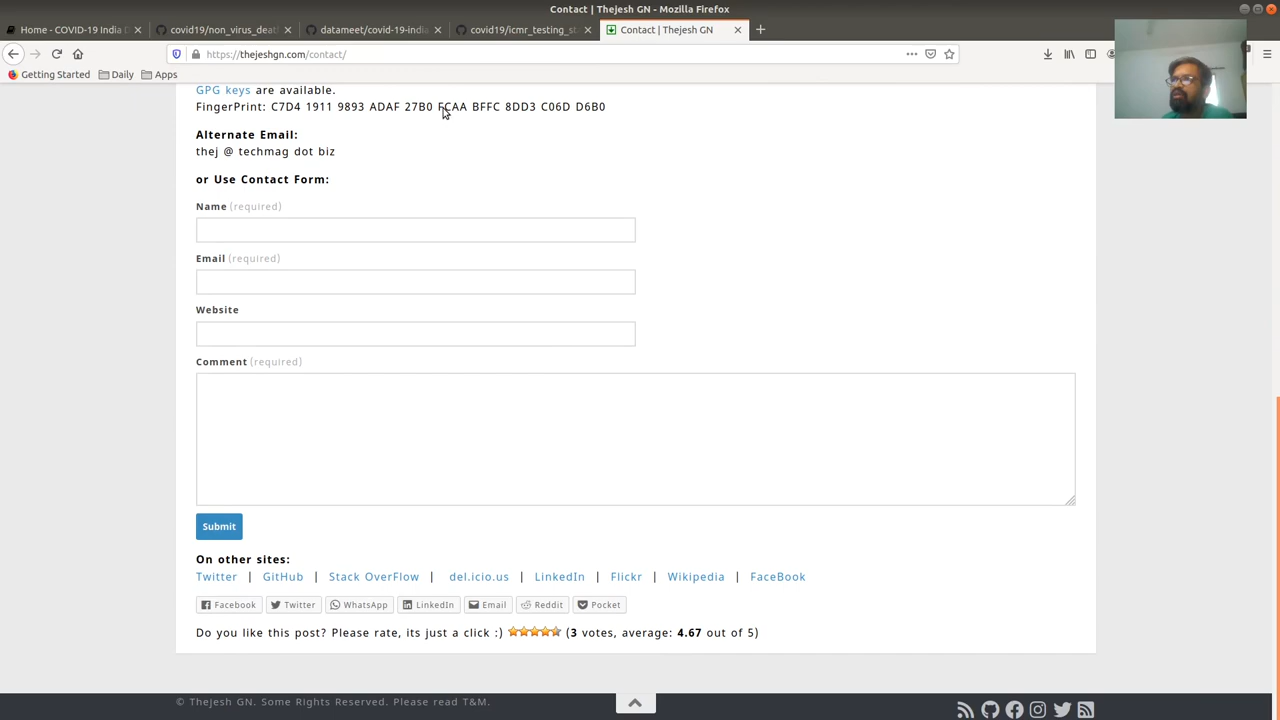 Contact | Thejesh GN - Mozilla Firefox
Home - COVID-19 India D
covid19/non_virus_deat
datameet/covid-19-india
covid19/icmr_testing_st
Contact | Thejesh GN
https://thejeshgn.com/contact/
Getting Started
Daily
Apps
GPG keys are available.
FingerPrint: C7D4 1911 9893 ADAF 27B0 FCAA BFFC 8DD3 C06D D6B0
Alternate Email:
thej @ techmag dot biz
or Use Contact Form:
Name (required)
Email (required)
Website
Comment (required)
Submit
On other sites:
Twitter | GitHub | Stack OverFlow | del.icio.us | LinkedIn | Flickr | Wikipedia | FaceBook
Facebook Twitter WhatsApp LinkedIn Email Reddit Pocket
Do you like this post? Please rate, its just a click :) (3 votes, average: 4.67 out of 5)
© Thejesh GN. Some Rights Reserved. Please read T&M.